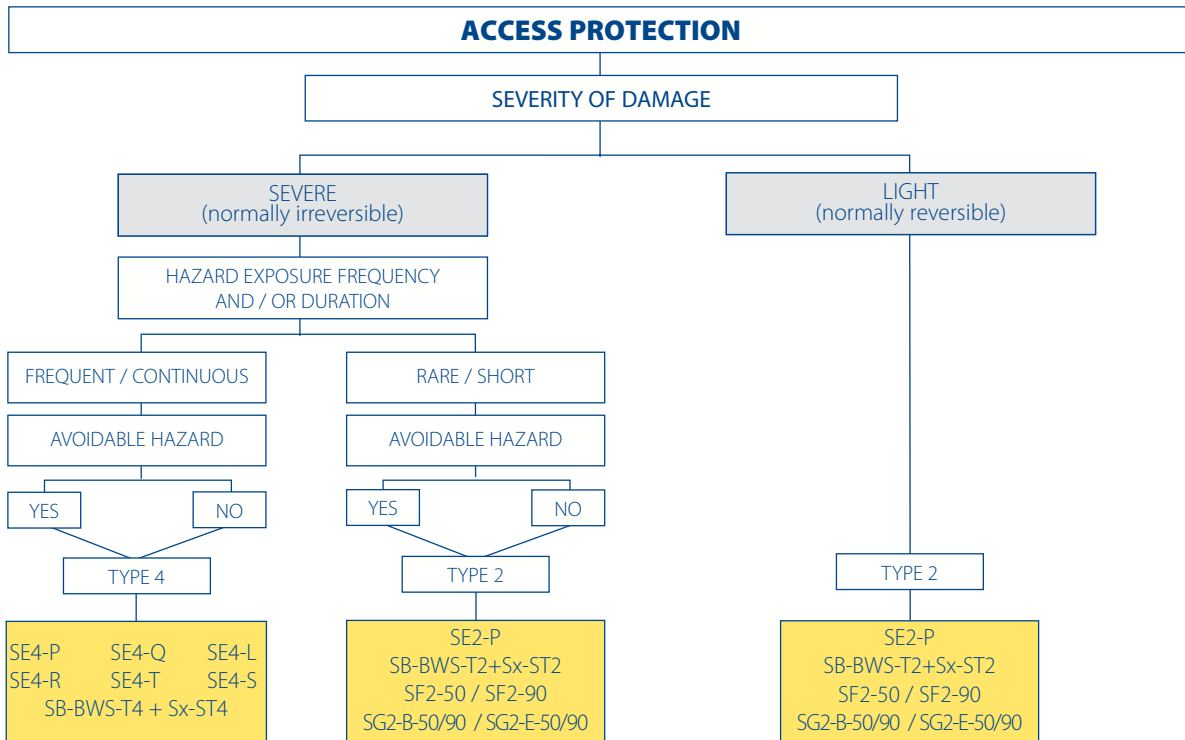 ACCESS PROTECTION
SEVERITY OF DAMAGE
SEVERE
(normally irreversible)
LIGHT
(normally reversible)
HAZARD EXPOSURE FREQUENCY
AND / OR DURATION
FREQUENT / CONTINUOUS
RARE / SHORT
AVOIDABLE HAZARD
AVOIDABLE HAZARD
YES
NO
YES
NO
TYPE 4
TYPE 2
TYPE 2
SE4-P SE4-Q SE4-L
SE4-R SE4-T SE4-S
SB-BWS-T4 + Sx-ST4
SE2-P
SB-BWS-T2+Sx-ST2
SF2-50 / SF2-90
SG2-B-50/90 / SG2-E-50/90
SE2-P
SB-BWS-T2+Sx-ST2
SF2-50 / SF2-90
SG2-B-50/90 / SG2-E-50/90